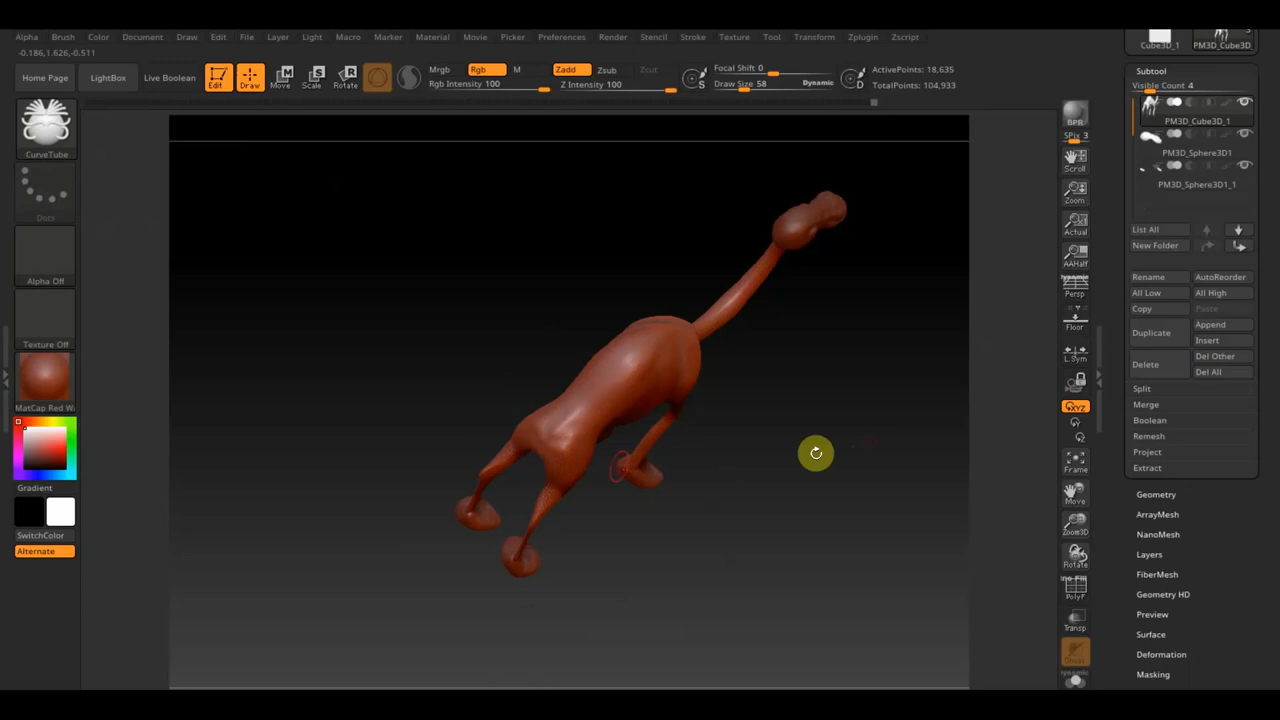 Alpha Brush Color Document Draw Edit File Layer Light Macro Marker Material Movie Picker Preferences Render Stencil Stroke Texture Tool Transform Zplugin Zscript
-0.186,1.626,-0.511
Cube3D_1 PM3D_Cube3D_
Home Page LightBox Live Boolean Edit Draw Move Scale Rotate
Mrgb Rgb M Zadd Zsub Zcut
Rgb Intensity 100 Z Intensity 100
Focal Shift 0
Draw Size 58 Dynamic
ActivePoints: 18,635
TotalPoints: 104,933
Subtool
Visible Count 4
PM3D_Cube3D_1
PM3D_Sphere3D1
PM3D_Sphere3D1_1
List All
New Folder
Rename AutoReorder
All Low All High
Copy Paste
Duplicate Append
Insert
Delete Del Other
Del All
Split
Merge
Boolean
Remesh
Project
Extract
Geometry
ArrayMesh
NanoMesh
Layers
FiberMesh
Geometry HD
Preview
Surface
Deformation
Masking
CurveTube
Dots
Alpha Off
Texture Off
MatCap Red W
Gradient
SwitchColor
Alternate
BPR
SPix 3
Scroll
Zoom
Actual
AAHalf
Dynamic
Persp
Floor
L.Sym
XYZ
Frame
Move
Zoom3D
Rotate
PolyF
Transp